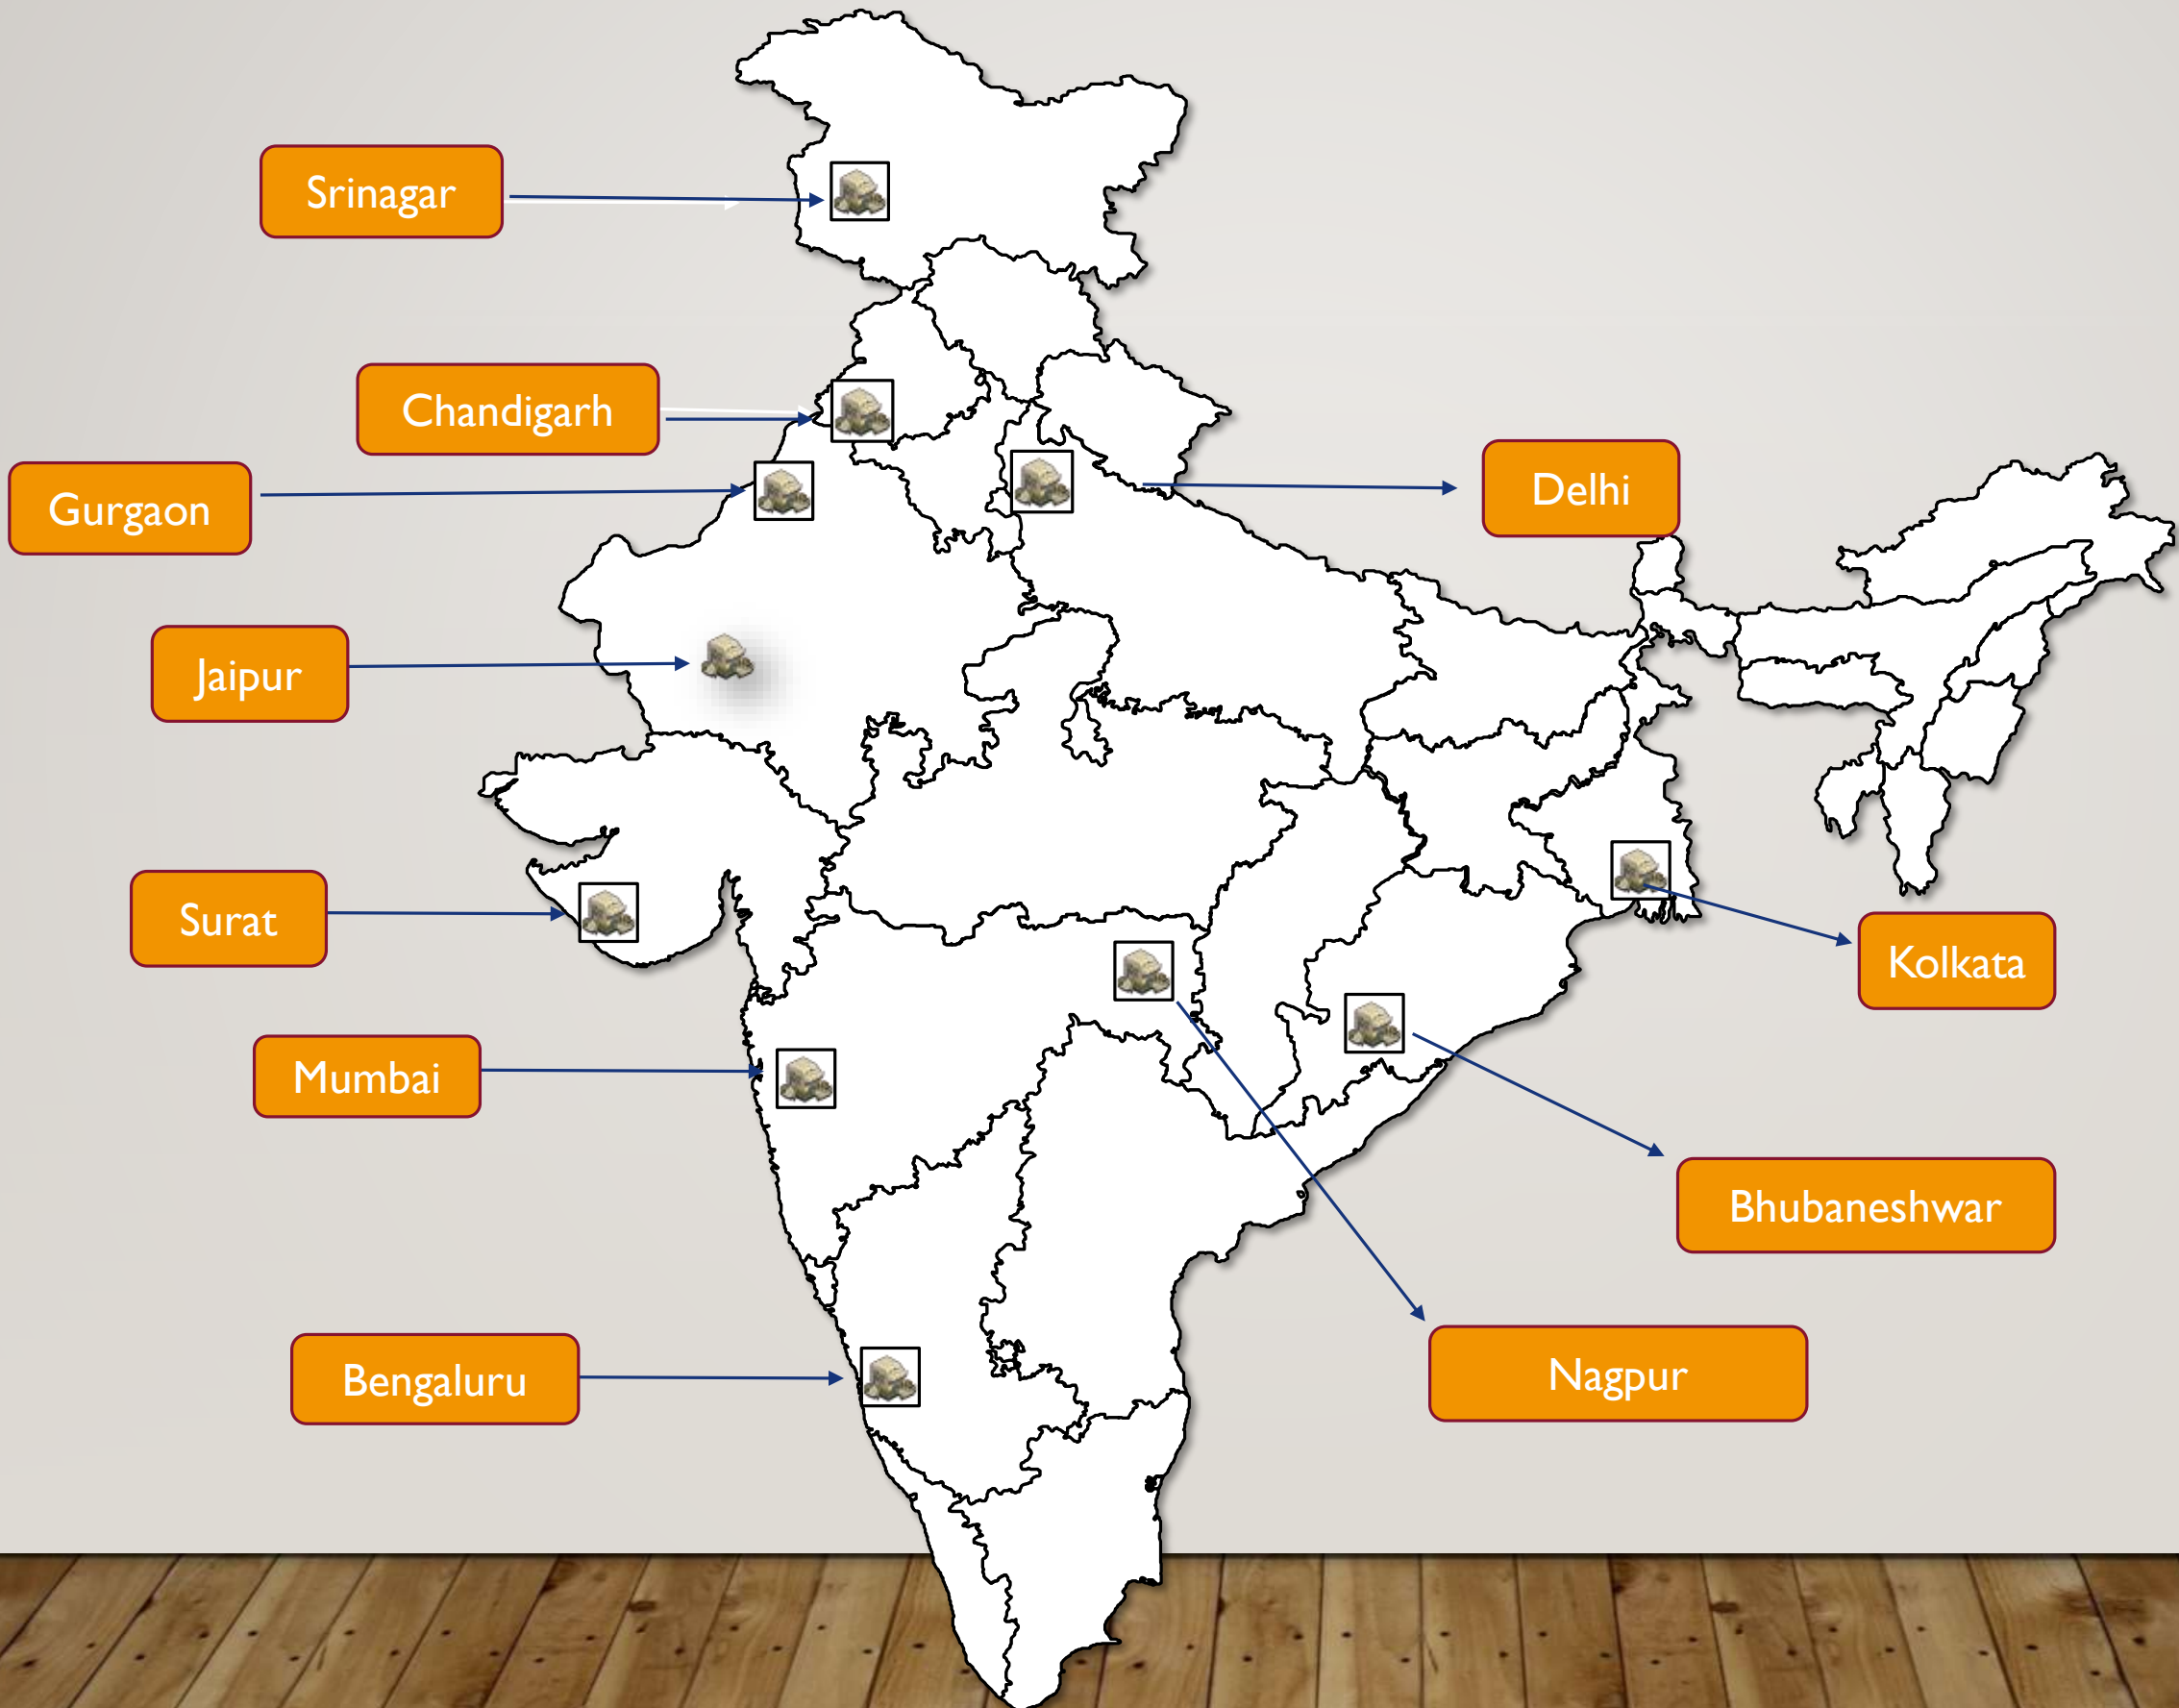 Srinagar
Chandigarh
Delhi
Gurgaon
Jaipur
Surat
Kolkata
Mumbai
Bhubaneshwar
Nagpur
Bengaluru